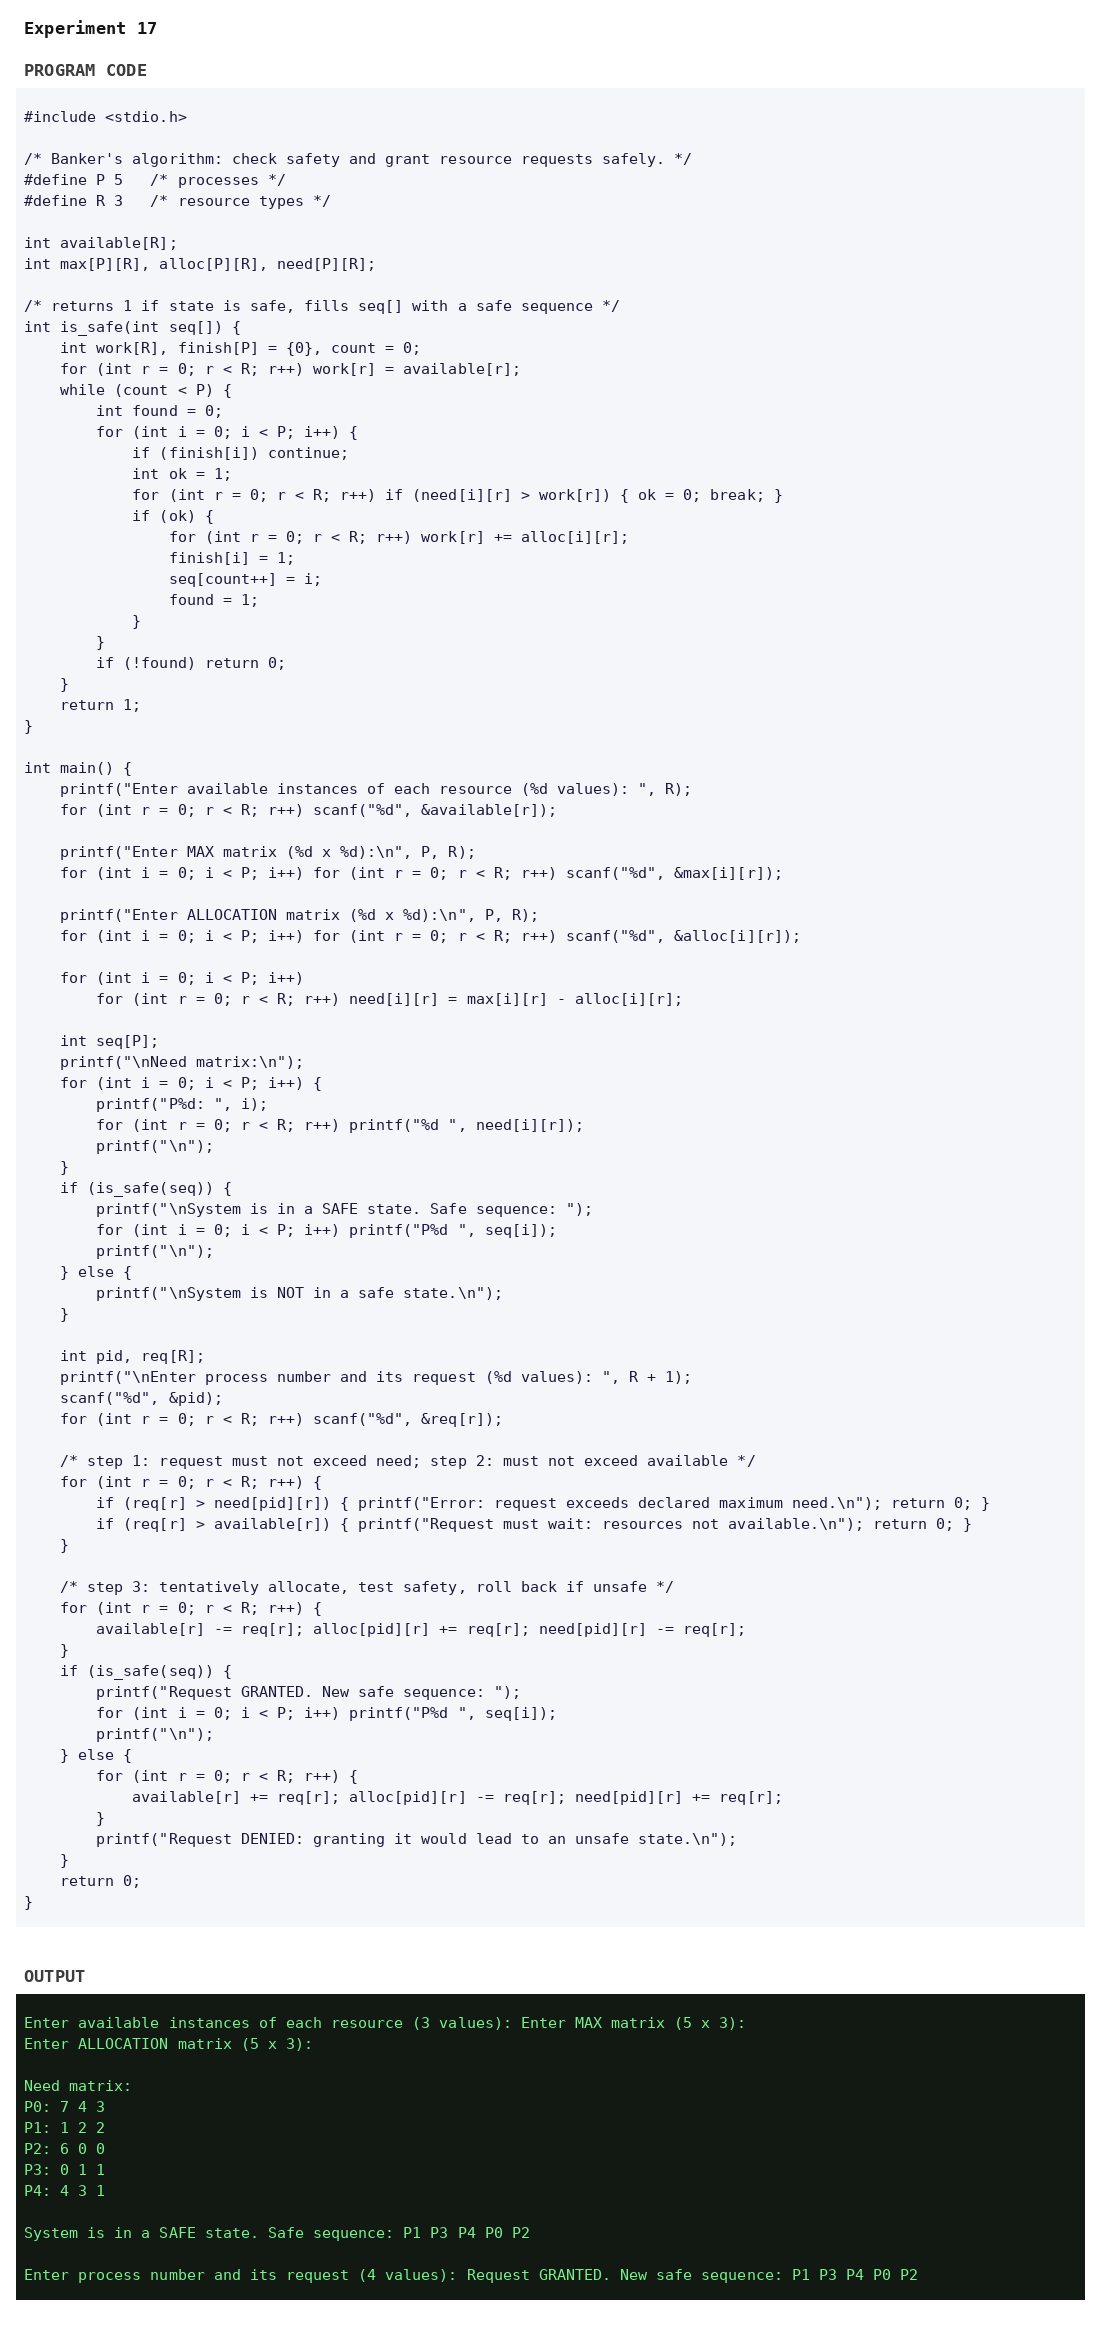 Experiment 17
PROGRAM CODE
#include <stdio.h>

/* Banker's algorithm: check safety and grant resource requests safely. */
#define P 5   /* processes */
#define R 3   /* resource types */

int available[R];
int max[P][R], alloc[P][R], need[P][R];

/* returns 1 if state is safe, fills seq[] with a safe sequence */
int is_safe(int seq[]) {
    int work[R], finish[P] = {0}, count = 0;
    for (int r = 0; r < R; r++) work[r] = available[r];
    while (count < P) {
        int found = 0;
        for (int i = 0; i < P; i++) {
            if (finish[i]) continue;
            int ok = 1;
            for (int r = 0; r < R; r++) if (need[i][r] > work[r]) { ok = 0; break; }
            if (ok) {
                for (int r = 0; r < R; r++) work[r] += alloc[i][r];
                finish[i] = 1;
                seq[count++] = i;
                found = 1;
            }
        }
        if (!found) return 0;
    }
    return 1;
}

int main() {
    printf("Enter available instances of each resource (%d values): ", R);
    for (int r = 0; r < R; r++) scanf("%d", &available[r]);

    printf("Enter MAX matrix (%d x %d):\n", P, R);
    for (int i = 0; i < P; i++) for (int r = 0; r < R; r++) scanf("%d", &max[i][r]);

    printf("Enter ALLOCATION matrix (%d x %d):\n", P, R);
    for (int i = 0; i < P; i++) for (int r = 0; r < R; r++) scanf("%d", &alloc[i][r]);

    for (int i = 0; i < P; i++)
        for (int r = 0; r < R; r++) need[i][r] = max[i][r] - alloc[i][r];

    int seq[P];
    printf("\nNeed matrix:\n");
    for (int i = 0; i < P; i++) {
        printf("P%d: ", i);
        for (int r = 0; r < R; r++) printf("%d ", need[i][r]);
        printf("\n");
    }
    if (is_safe(seq)) {
        printf("\nSystem is in a SAFE state. Safe sequence: ");
        for (int i = 0; i < P; i++) printf("P%d ", seq[i]);
        printf("\n");
    } else {
        printf("\nSystem is NOT in a safe state.\n");
    }

    int pid, req[R];
    printf("\nEnter process number and its request (%d values): ", R + 1);
    scanf("%d", &pid);
    for (int r = 0; r < R; r++) scanf("%d", &req[r]);

    /* step 1: request must not exceed need; step 2: must not exceed available */
    for (int r = 0; r < R; r++) {
        if (req[r] > need[pid][r]) { printf("Error: request exceeds declared maximum need.\n"); return 0; }
        if (req[r] > available[r]) { printf("Request must wait: resources not available.\n"); return 0; }
    }

    /* step 3: tentatively allocate, test safety, roll back if unsafe */
    for (int r = 0; r < R; r++) {
        available[r] -= req[r]; alloc[pid][r] += req[r]; need[pid][r] -= req[r];
    }
    if (is_safe(seq)) {
        printf("Request GRANTED. New safe sequence: ");
        for (int i = 0; i < P; i++) printf("P%d ", seq[i]);
        printf("\n");
    } else {
        for (int r = 0; r < R; r++) {
            available[r] += req[r]; alloc[pid][r] -= req[r]; need[pid][r] += req[r];
        }
        printf("Request DENIED: granting it would lead to an unsafe state.\n");
    }
    return 0;
}

OUTPUT
Enter available instances of each resource (3 values): Enter MAX matrix (5 x 3):
Enter ALLOCATION matrix (5 x 3):

Need matrix:
P0: 7 4 3
P1: 1 2 2
P2: 6 0 0
P3: 0 1 1
P4: 4 3 1

System is in a SAFE state. Safe sequence: P1 P3 P4 P0 P2

Enter process number and its request (4 values): Request GRANTED. New safe sequence: P1 P3 P4 P0 P2